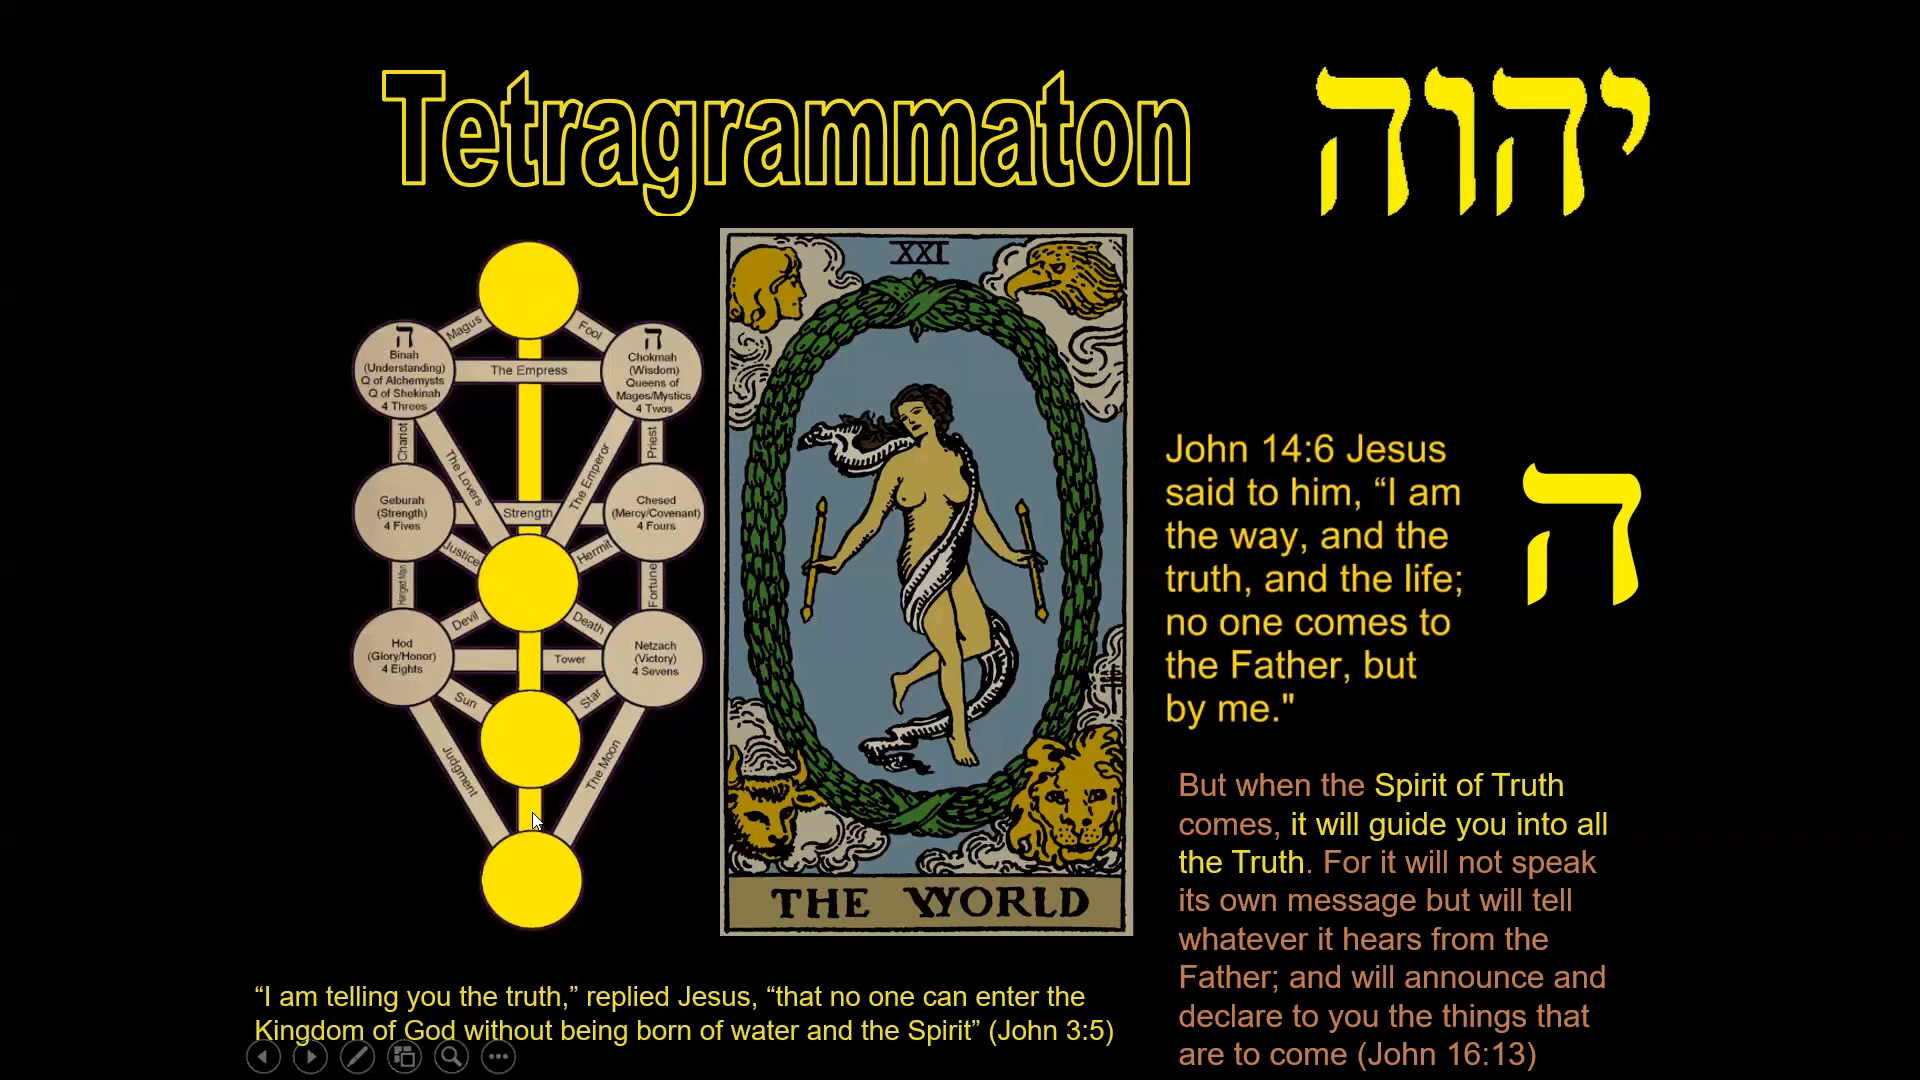 Tetragrammaton
יהוה
Magus
Fool
ה
Binah
(Understanding)
Q of Alchemysts
Q of Shekinah
4 Threes
The Empress
ה
Chokmah
(Wisdom)
Queens of
Mages/Mystics
4 Twos
Chariot
The Lovers
The Emperor
Priest
Geburah
(Strength)
4 Fives
Strength
Chesed
(Mercy/Covenant)
4 Fours
Justice
Hermit
Hanged Man
Fortune
Devil
Death
Hod
(Glory/Honor)
4 Eights
Tower
Netzach
(Victory)
4 Sevens
Sun
Star
Judgment
The Moon
XXI
THE WORLD
John 14:6 Jesus
said to him, “I am
the way, and the
truth, and the life;
no one comes to
the Father, but
by me."
ה
But when the Spirit of Truth
comes, it will guide you into all
the Truth. For it will not speak
its own message but will tell
whatever it hears from the
Father; and will announce and
declare to you the things that
are to come (John 16:13)
“I am telling you the truth,” replied Jesus, “that no one can enter the
Kingdom of God without being born of water and the Spirit” (John 3:5)